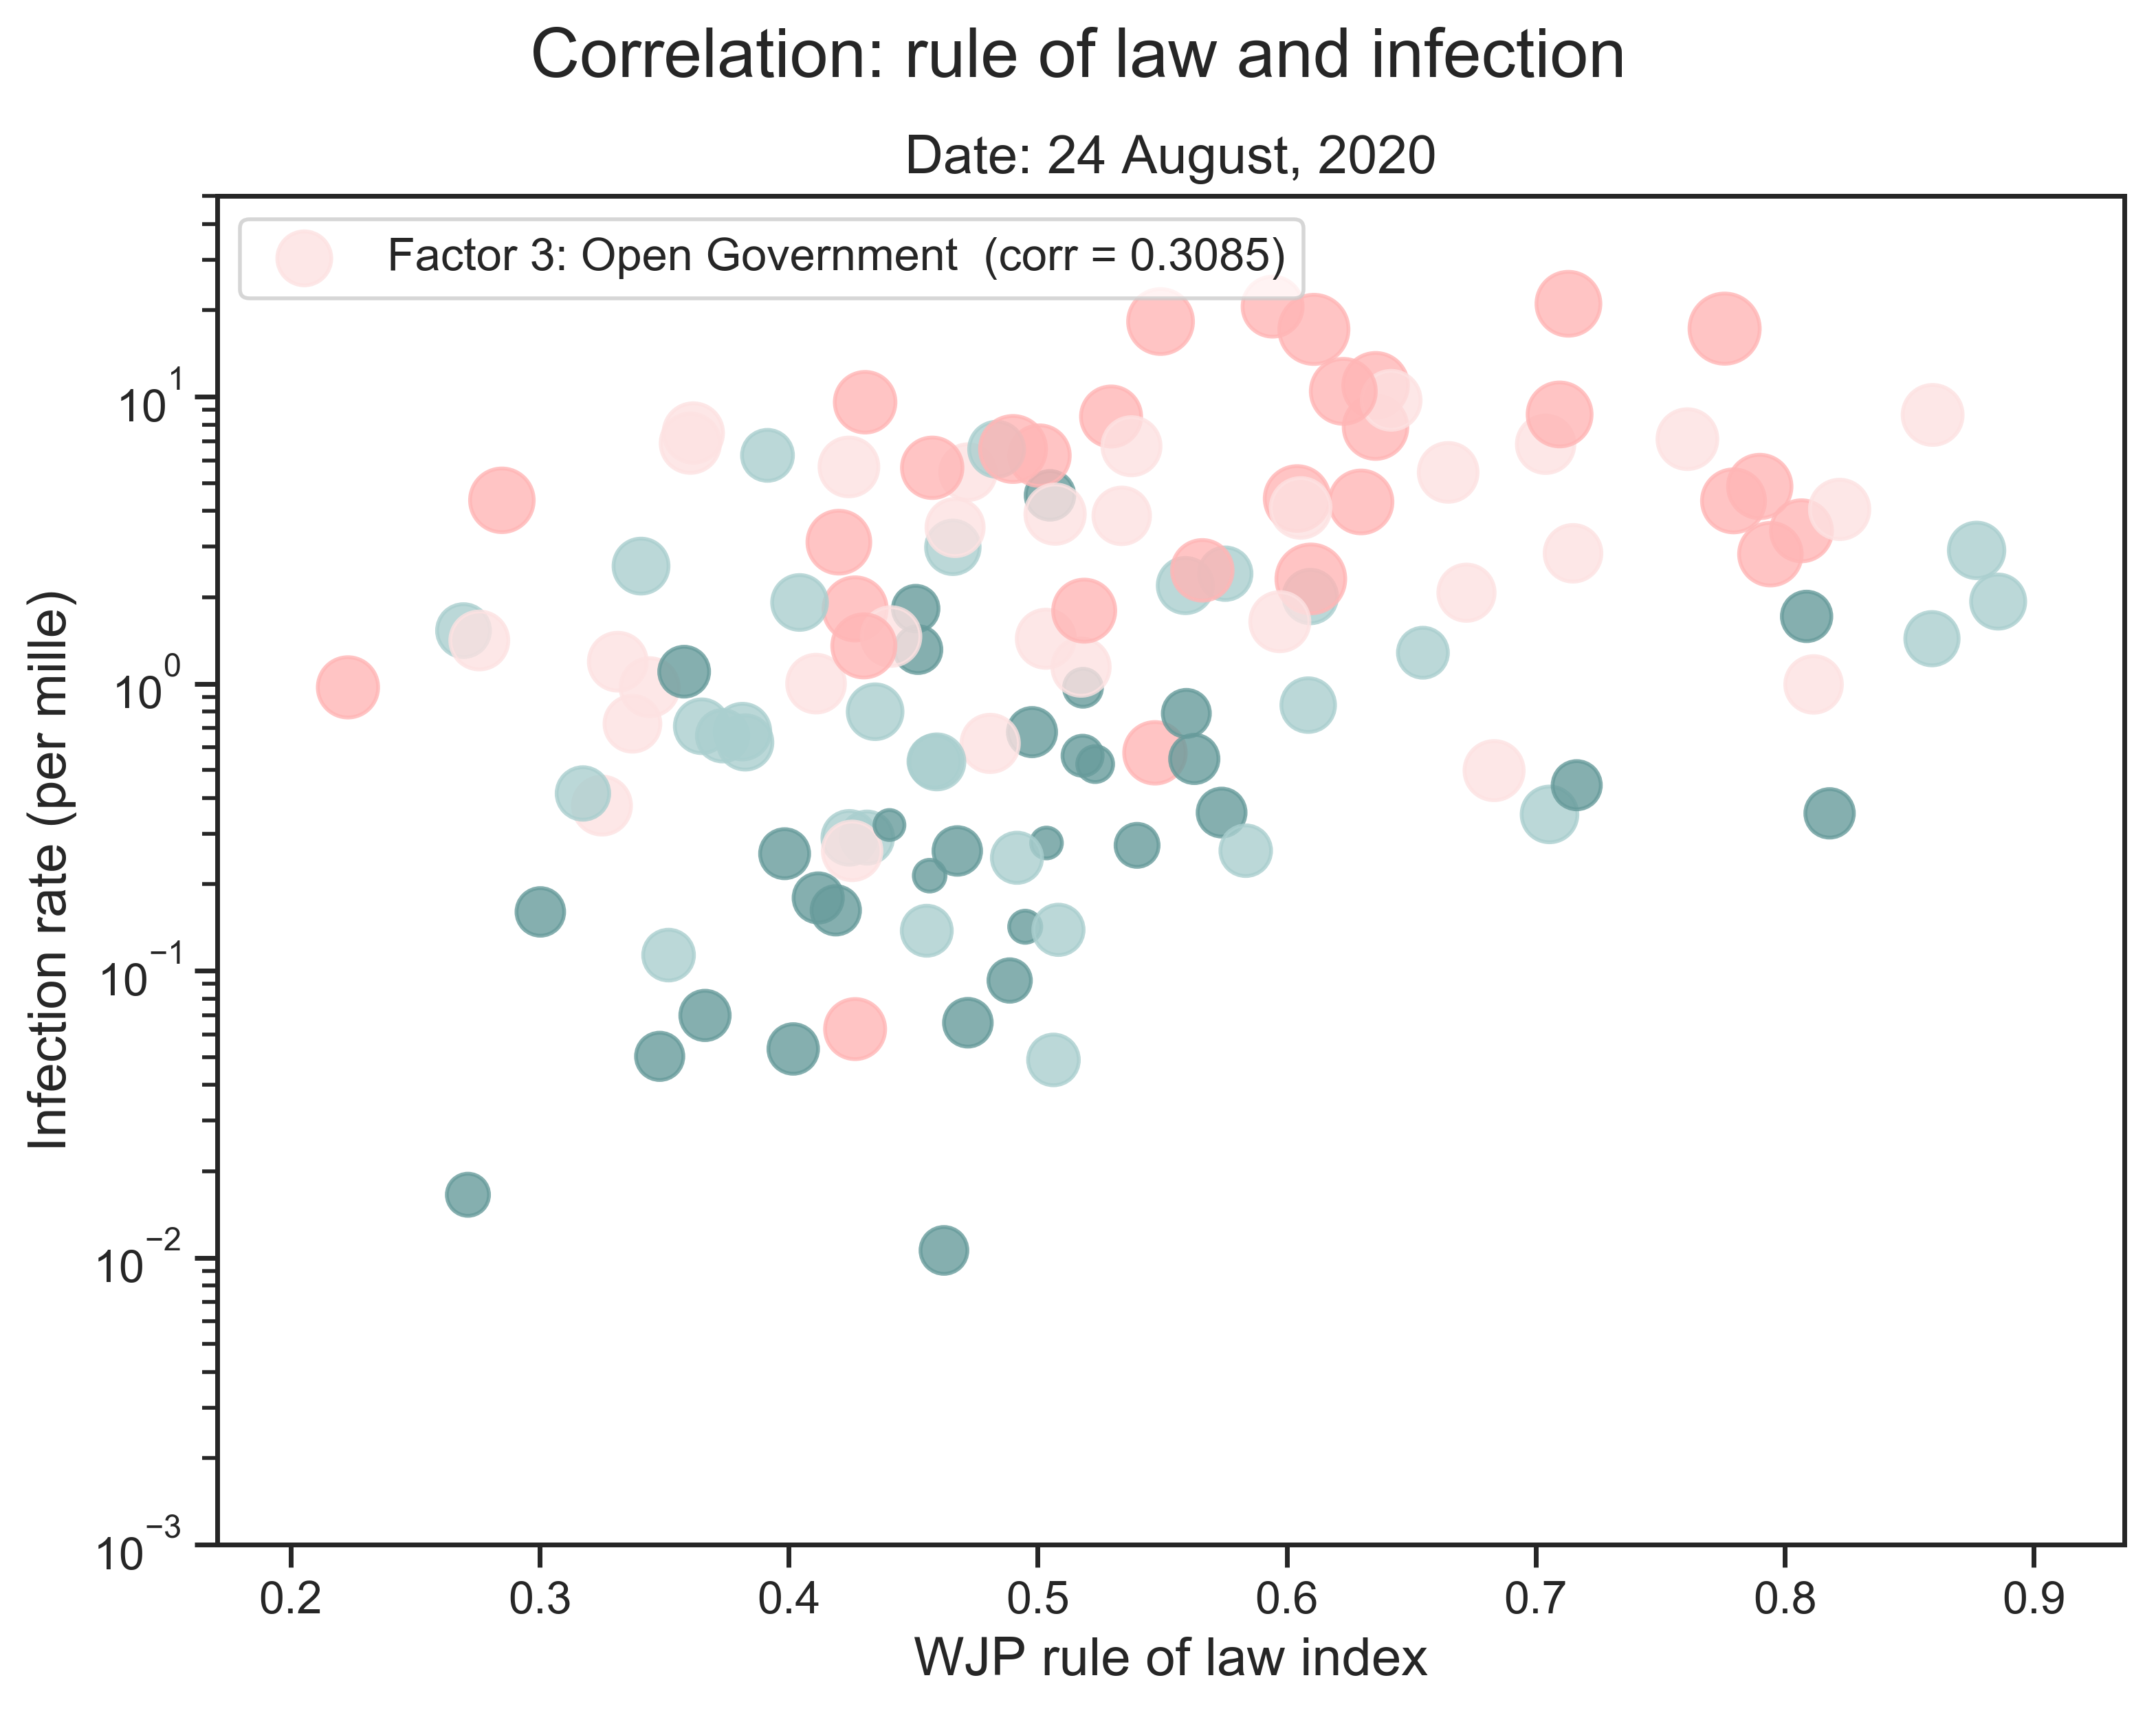 Correlation: rule of law and infection
Date: 24 August, 2020
Factor 3: Open Government  (corr = 0.3085)
Infection rate (per mille)
10^1
10^0
10^−1
10^−2
10^−3
0.2 0.3 0.4 0.5 0.6 0.7 0.8 0.9
WJP rule of law index